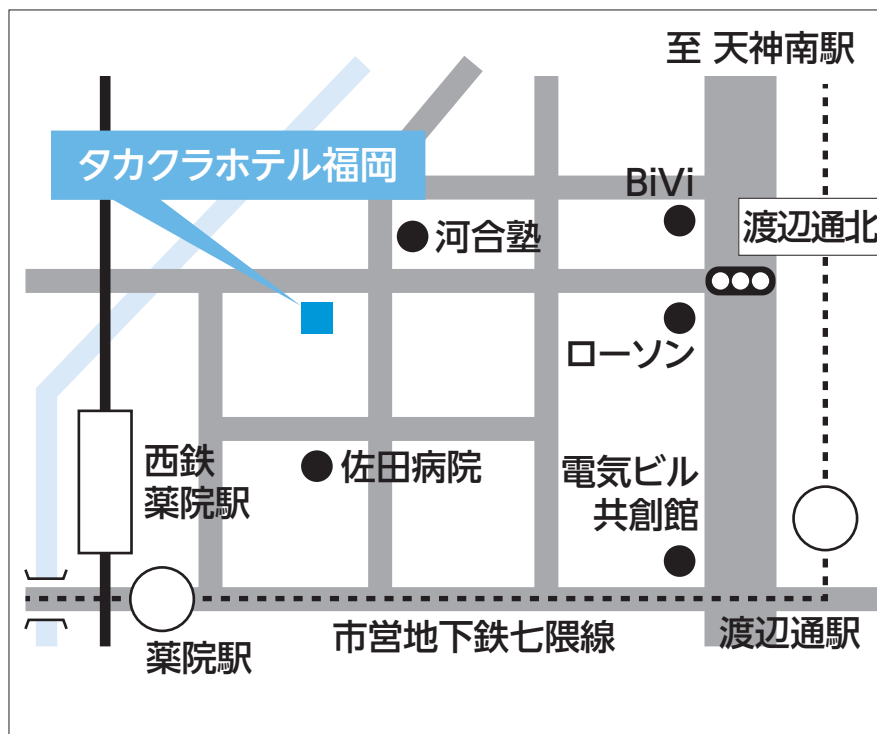 至 天神南駅
タカクラホテル福岡
BiVi
河合塾
渡辺通北
ローソン
西鉄
薬院駅
佐田病院
電気ビル
共創館
薬院駅
市営地下鉄七隈線
渡辺通駅